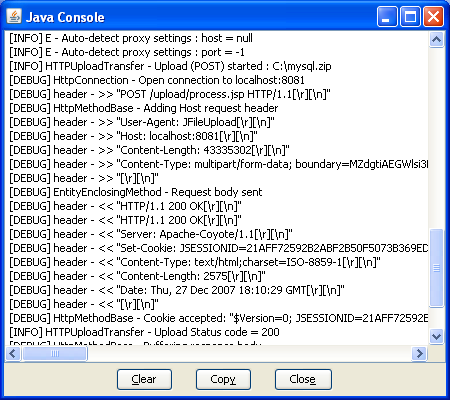 Java Console
[INFO] E - Auto-detect proxy settings : host = null
[INFO] E - Auto-detect proxy settings : port = -1
[INFO] HTTPUploadTransfer - Upload (POST) started : C:\mysql.zip
[DEBUG] HttpConnection - Open connection to localhost:8081
[DEBUG] header - >> "POST /upload/process.jsp HTTP/1.1[\r][\n]"
[DEBUG] HttpMethodBase - Adding Host request header
[DEBUG] header - >> "User-Agent: JFileUpload[\r][\n]"
[DEBUG] header - >> "Host: localhost:8081[\r][\n]"
[DEBUG] header - >> "Content-Length: 43335302[\r][\n]"
[DEBUG] header - >> "Content-Type: multipart/form-data; boundary=MZdgtiAEGWlsi3
[DEBUG] header - >> "[\r][\n]"
[DEBUG] EntityEnclosingMethod - Request body sent
[DEBUG] header - << "HTTP/1.1 200 OK[\r][\n]"
[DEBUG] header - << "HTTP/1.1 200 OK[\r][\n]"
[DEBUG] header - << "Server: Apache-Coyote/1.1[\r][\n]"
[DEBUG] header - << "Set-Cookie: JSESSIONID=21AFF72592B2ABF2B50F5073B369ED
[DEBUG] header - << "Content-Type: text/html;charset=ISO-8859-1[\r][\n]"
[DEBUG] header - << "Content-Length: 2575[\r][\n]"
[DEBUG] header - << "Date: Thu, 27 Dec 2007 18:10:29 GMT[\r][\n]"
[DEBUG] header - << "[\r][\n]"
[DEBUG] HttpMethodBase - Cookie accepted: "$Version=0; JSESSIONID=21AFF72592B
[INFO] HTTPUploadTransfer - Upload Status code = 200
[DEBUG] HttpMethodBase - Buffering response body
Clear Copy Close